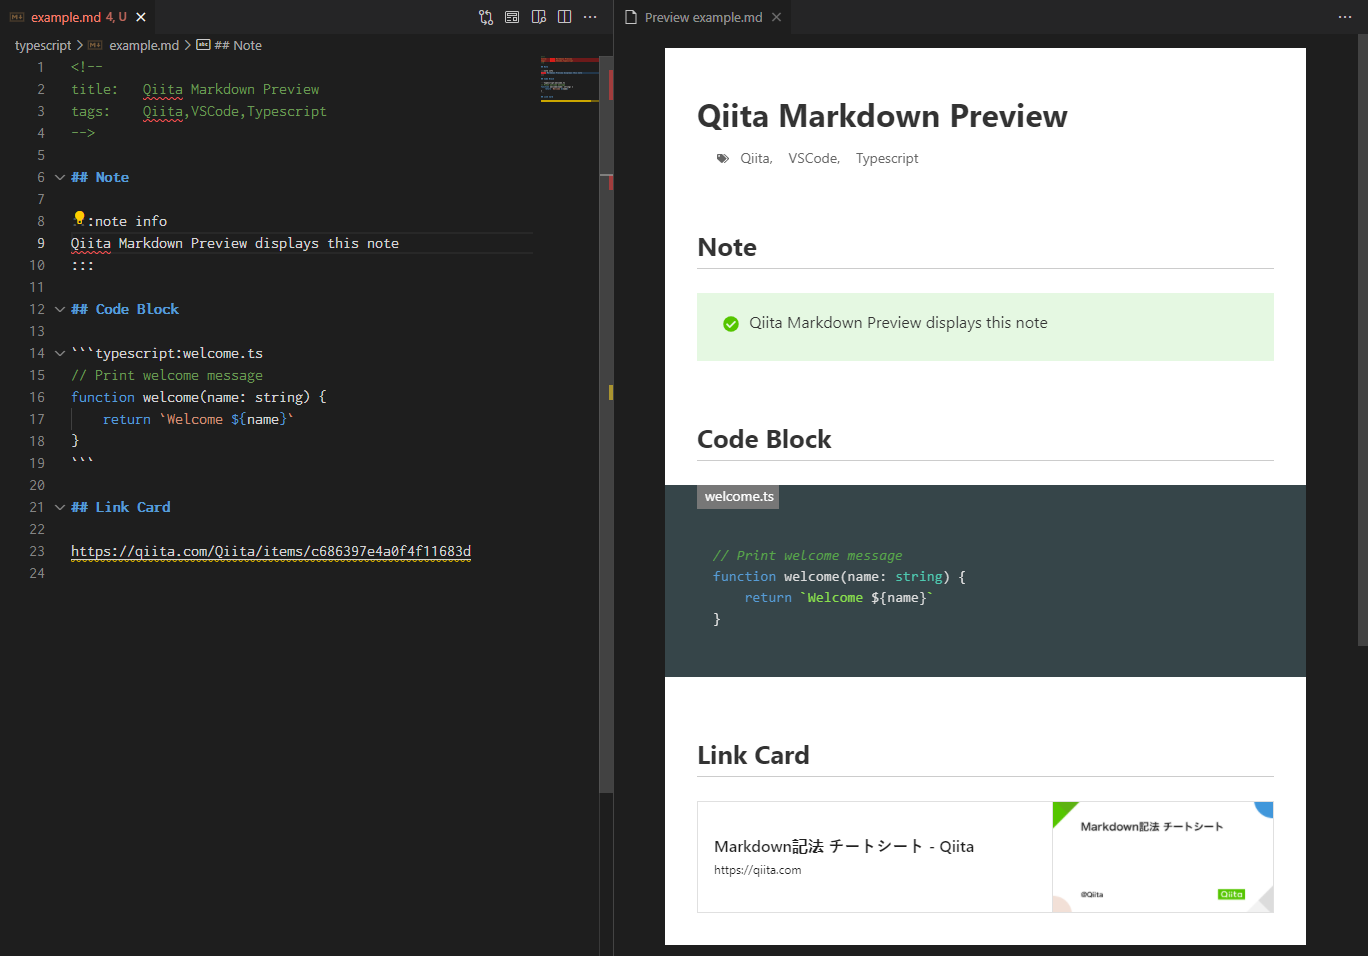 example.md 4, U
typescript > example.md > ## Note
1 <!--
2 title:   Qiita Markdown Preview
3 tags:    Qiita,VSCode,Typescript
4 -->
5
6 ## Note
7
8 :note info
9 Qiita Markdown Preview displays this note
10 :::
11
12 ## Code Block
13
14 ```typescript:welcome.ts
15 // Print welcome message
16 function welcome(name: string) {
17     return `Welcome ${name}`
18 }
19 ```
20
21 ## Link Card
22
23 https://qiita.com/Qiita/items/c686397e4a0f4f11683d
24
Preview example.md
Qiita Markdown Preview
Qiita, VSCode, Typescript
Note
Qiita Markdown Preview displays this note
Code Block
welcome.ts
// Print welcome message
function welcome(name: string) {
    return `Welcome ${name}`
}
Link Card
Markdown記法 チートシート - Qiita
https://qiita.com
Markdown記法 チートシート
@Qiita
Qiita